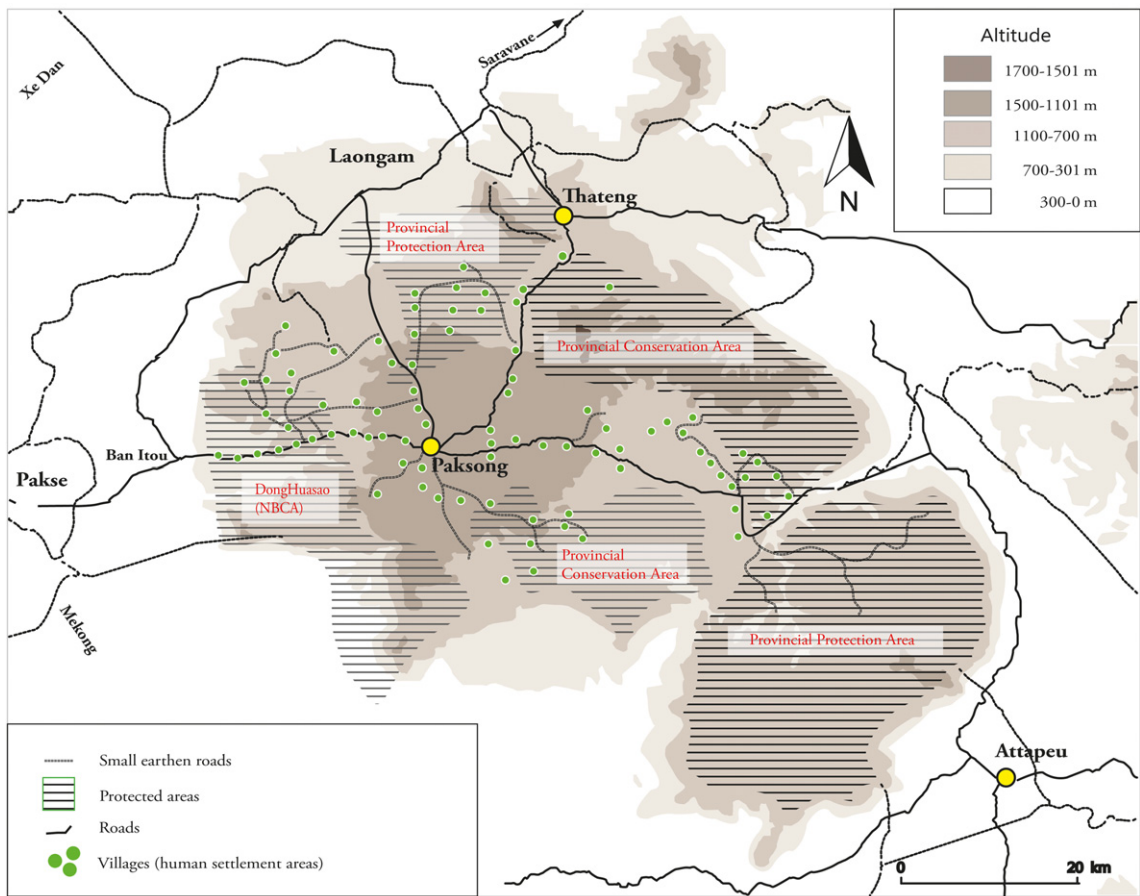 Saravane
Xe Dan
Laongam
Thateng
Provincial
Protection Area
Provincial Conservation Area
Ban Itou
Pakse
Paksong
DongHuasao
(NBCA)
Provincial
Conservation Area
Mekong
Provincial Protection Area
Attapeu
Altitude
1700-1501 m
1500-1101 m
1100-700 m
700-301 m
300-0 m
N
Small earthen roads
Protected areas
Roads
Villages (human settlement areas)
0 20 km